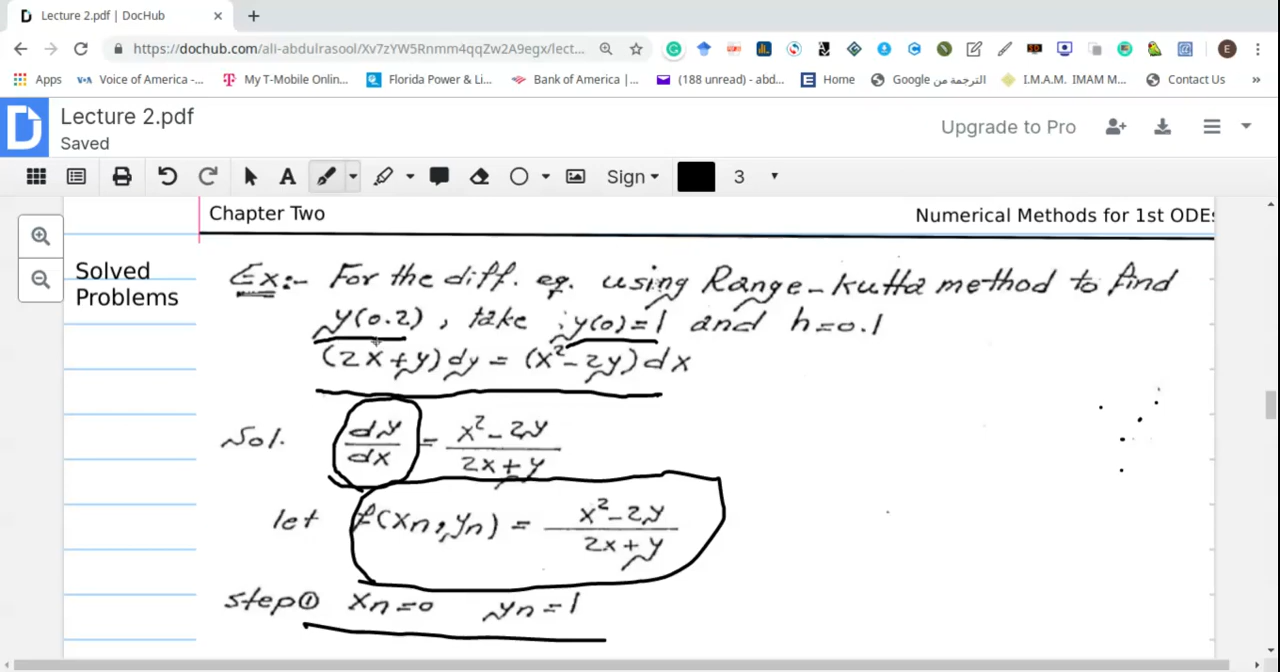 Lecture 2.pdf | DocHub
https://dochub.com/ali-abdulrasool/Xv7zYW5Rnmm4qqZw2A9egx/lect...
E
Apps
Voice of America -...
My T-Mobile Onlin...
Florida Power & Li...
Bank of America |...
(188 unread) - abd...
Home
الترجمة من Google
I.M.A.M. IMAM M...
Contact Us
»
Lecture 2.pdf
Saved
Upgrade to Pro
A
Sign
3
Chapter Two
Numerical Methods for 1st ODEs
Solved
Problems
Ex:- For the diff. eq. using Range-kutta method to find
y(0.2), take ; y(0)=1 and h=0.1
(2x+y)dy = (x²-2y)dx
Sol. dy/dx = x²-2y / 2x+y
let f(xn,yn) = x²-2y / 2x+y
step① xn=0 yn=1